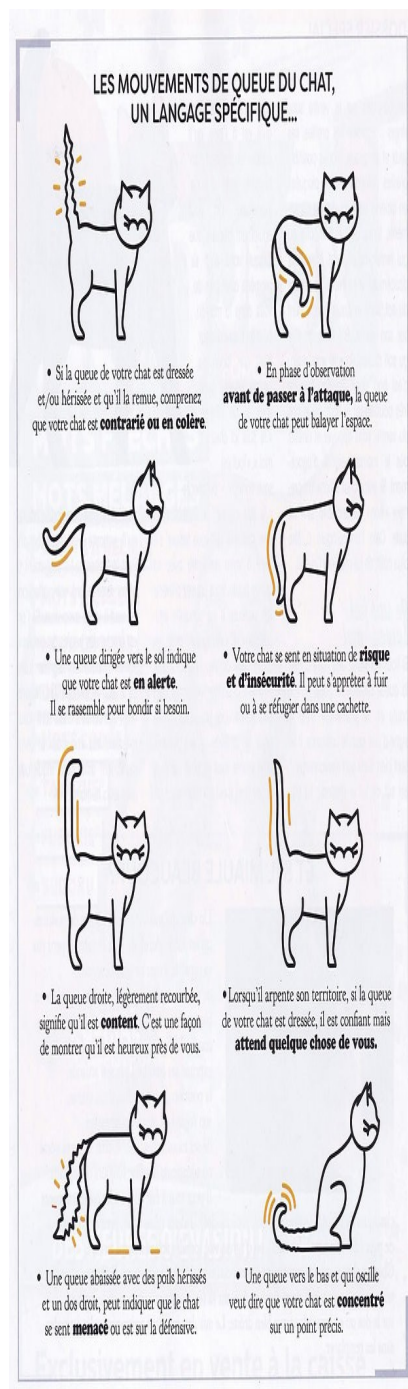 LES MOUVEMENTS DE QUEUE DU CHAT,
UN LANGAGE SPÉCIFIQUE...
• Si la queue de votre chat est dressée
et/ou hérissée et qu'il la remue, comprenez
que votre chat est contrarié ou en colère.
• En phase d'observation
avant de passer à l'attaque, la queue
de votre chat peut balayer l'espace.
• Une queue dirigée vers le sol indique
que votre chat est en alerte.
Il se rassemble pour bondir si besoin.
• Votre chat se sent en situation de risque
et d'insécurité. Il peut s'apprêter à fuir
ou à se réfugier dans une cachette.
• La queue droite, légèrement recourbée,
signifie qu'il est content. C'est une façon
de montrer qu'il est heureux près de vous.
• Lorsqu'il arpente son territoire, si la queue
de votre chat est dressée, il est confiant mais
attend quelque chose de vous.
• Une queue abaissée avec des poils hérissés
et un dos droit, peut indiquer que le chat
se sent menacé ou est sur la défensive.
• Une queue vers le bas et qui oscille
veut dire que votre chat est concentré
sur un point précis.